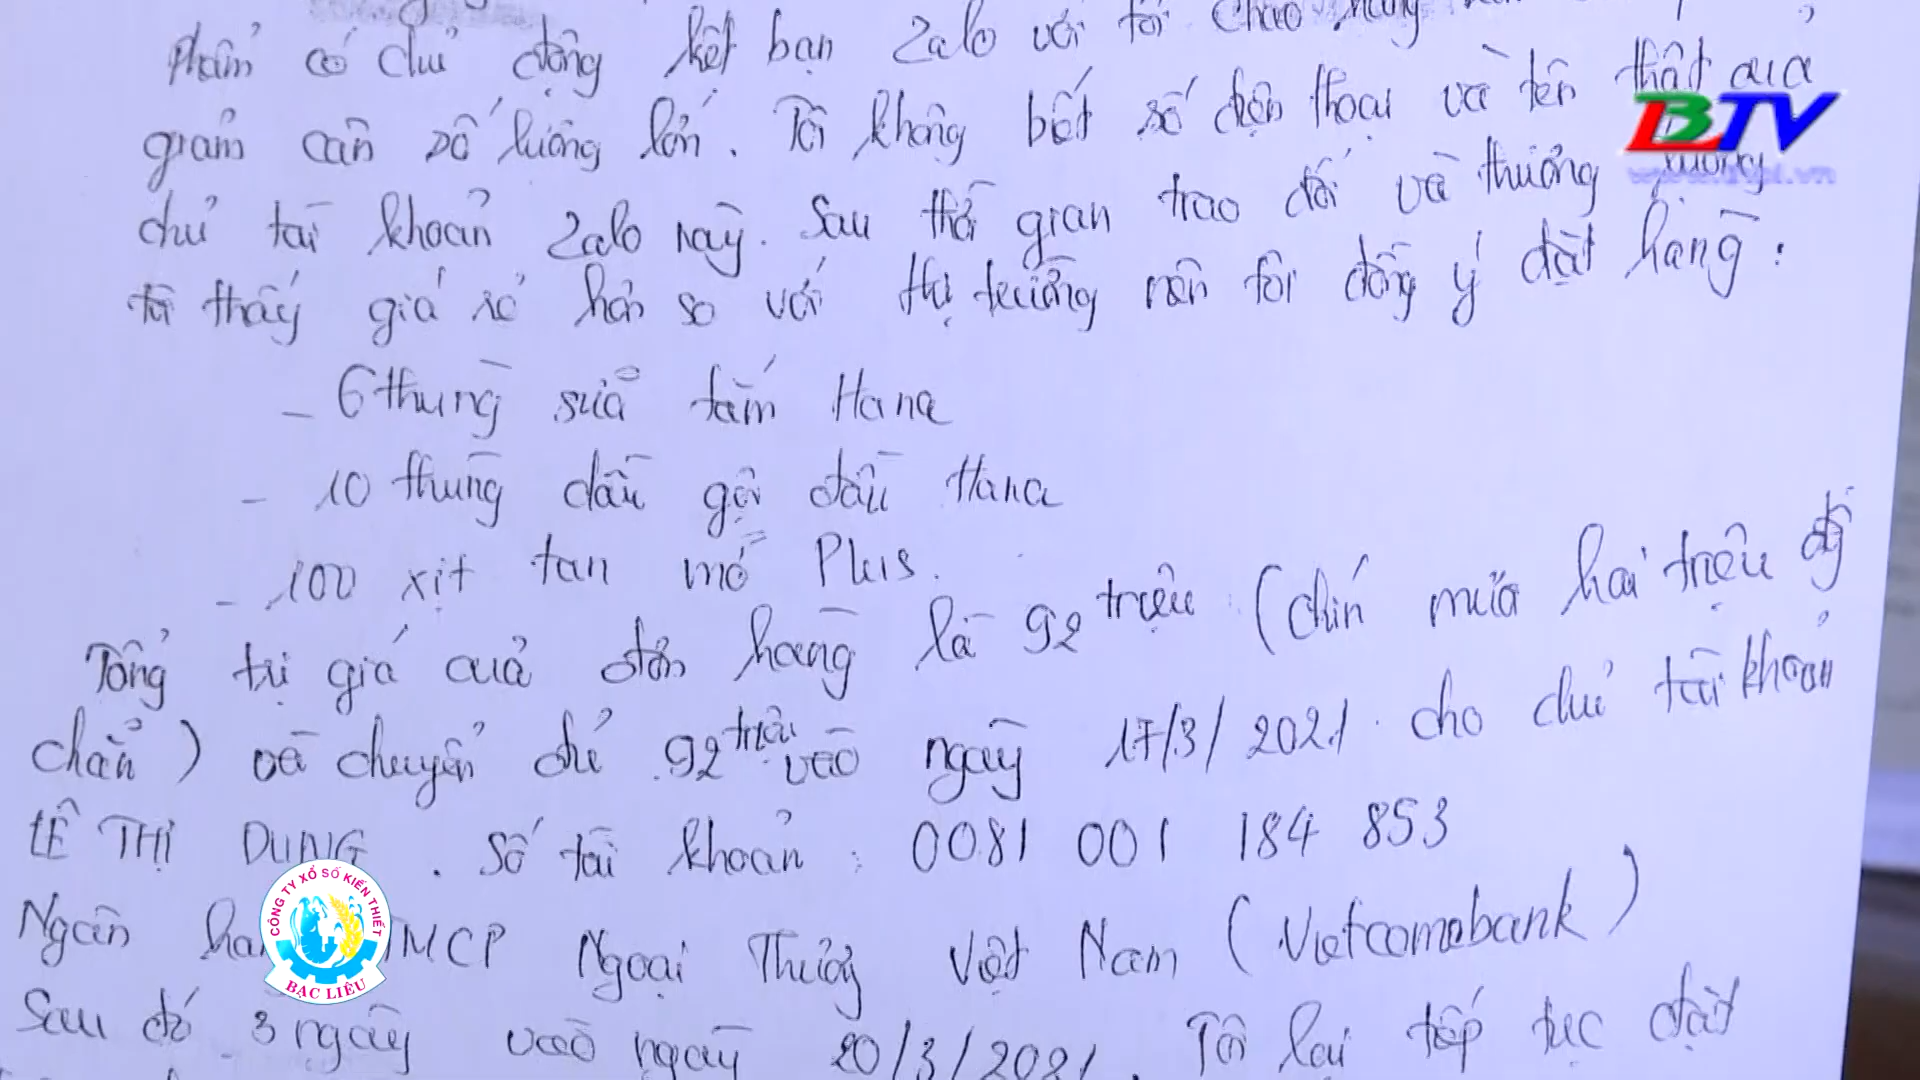 phẩm có chủ động kết bạn Zalo với tôi chào hàng
giảm cân số lượng lớn. Tôi không biết số điện thoại và tên thật của
chủ tài khoản Zalo này. Sau thời gian trao đổi và thương lượng
tôi thấy giá rẻ hơn so với thị trường nên tôi đồng ý đặt hàng:
- 6 thùng sữa tắm Hana
- 10 thùng dầu gội đầu Hana
- 100 xịt tan mỡ Plus.
Tổng trị giá của đơn hàng là 92 triệu (chín mươi hai triệu đồng
chẵn) và chuyển đủ 92 triệu vào ngày 17/3/2021 cho chủ tài khoản
LÊ THỊ DUNG. Số tài khoản: 0081 001 184 853
Ngân TMCP Ngoại Thương Việt Nam (Vietcomebank)
Sau đó 3 ngày vào ngày 20/3/2021. Tôi lại tiếp tục đặt
BTV
CÔNG TY XỔ SỐ KIẾN THIẾT
BẠC LIÊU